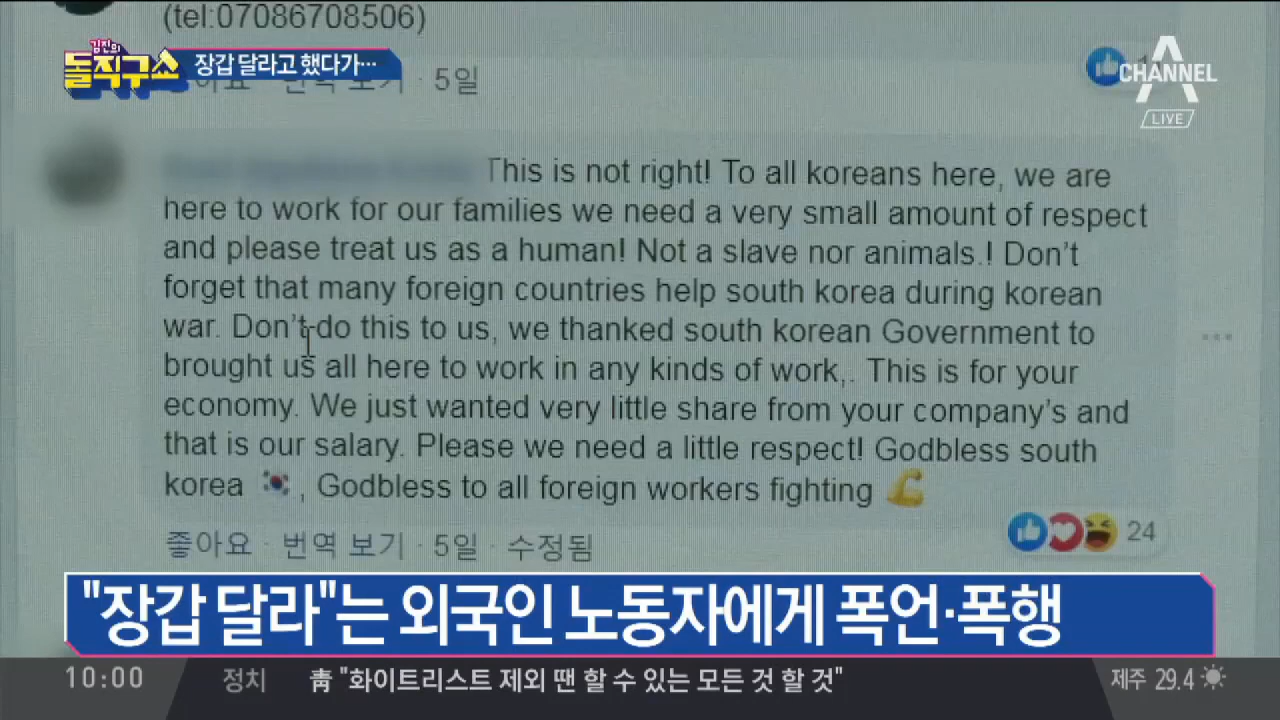 (tel:07086708506)
김진의
돌직구쇼
장갑 달라고 했다가…
번역 보기 · 5일
CHANNEL A
LIVE
This is not right! To all koreans here, we are
here to work for our families we need a very small amount of respect
and please treat us as a human! Not a slave nor animals.! Don't
forget that many foreign countries help south korea during korean
war. Don't do this to us, we thanked south korean Government to
brought us all here to work in any kinds of work,. This is for your
economy. We just wanted very little share from your company's and
that is our salary. Please we need a little respect! Godbless south
korea 🇰🇷 , Godbless to all foreign workers fighting 💪
좋아요 · 번역 보기 · 5일 · 수정됨
24
"장갑 달라"는 외국인 노동자에게 폭언·폭행
10:00 정치 靑 "화이트리스트 제외 땐 할 수 있는 모든 것 할 것" 제주 29.4